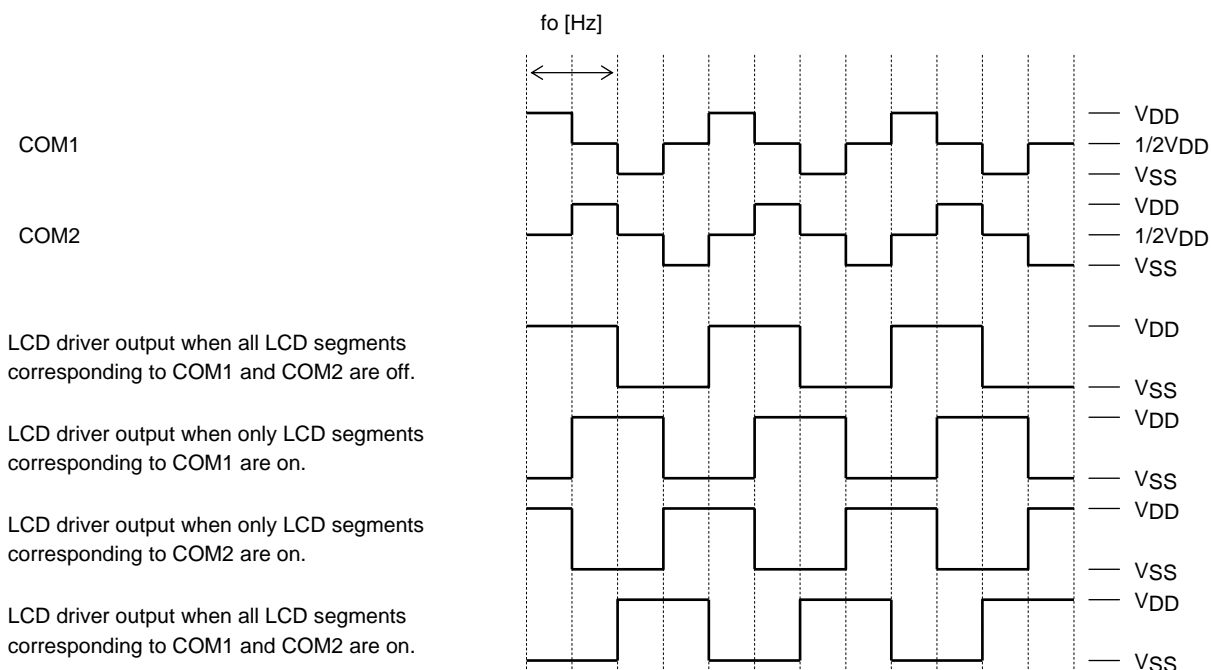 fo [Hz]
COM1
VDD
1/2VDD
VSS
COM2
VDD
1/2VDD
VSS
LCD driver output when all LCD segments
corresponding to COM1 and COM2 are off.
VDD
VSS
LCD driver output when only LCD segments
corresponding to COM1 are on.
VDD
VSS
LCD driver output when only LCD segments
corresponding to COM2 are on.
VDD
VSS
LCD driver output when all LCD segments
corresponding to COM1 and COM2 are on.
VDD
VSS